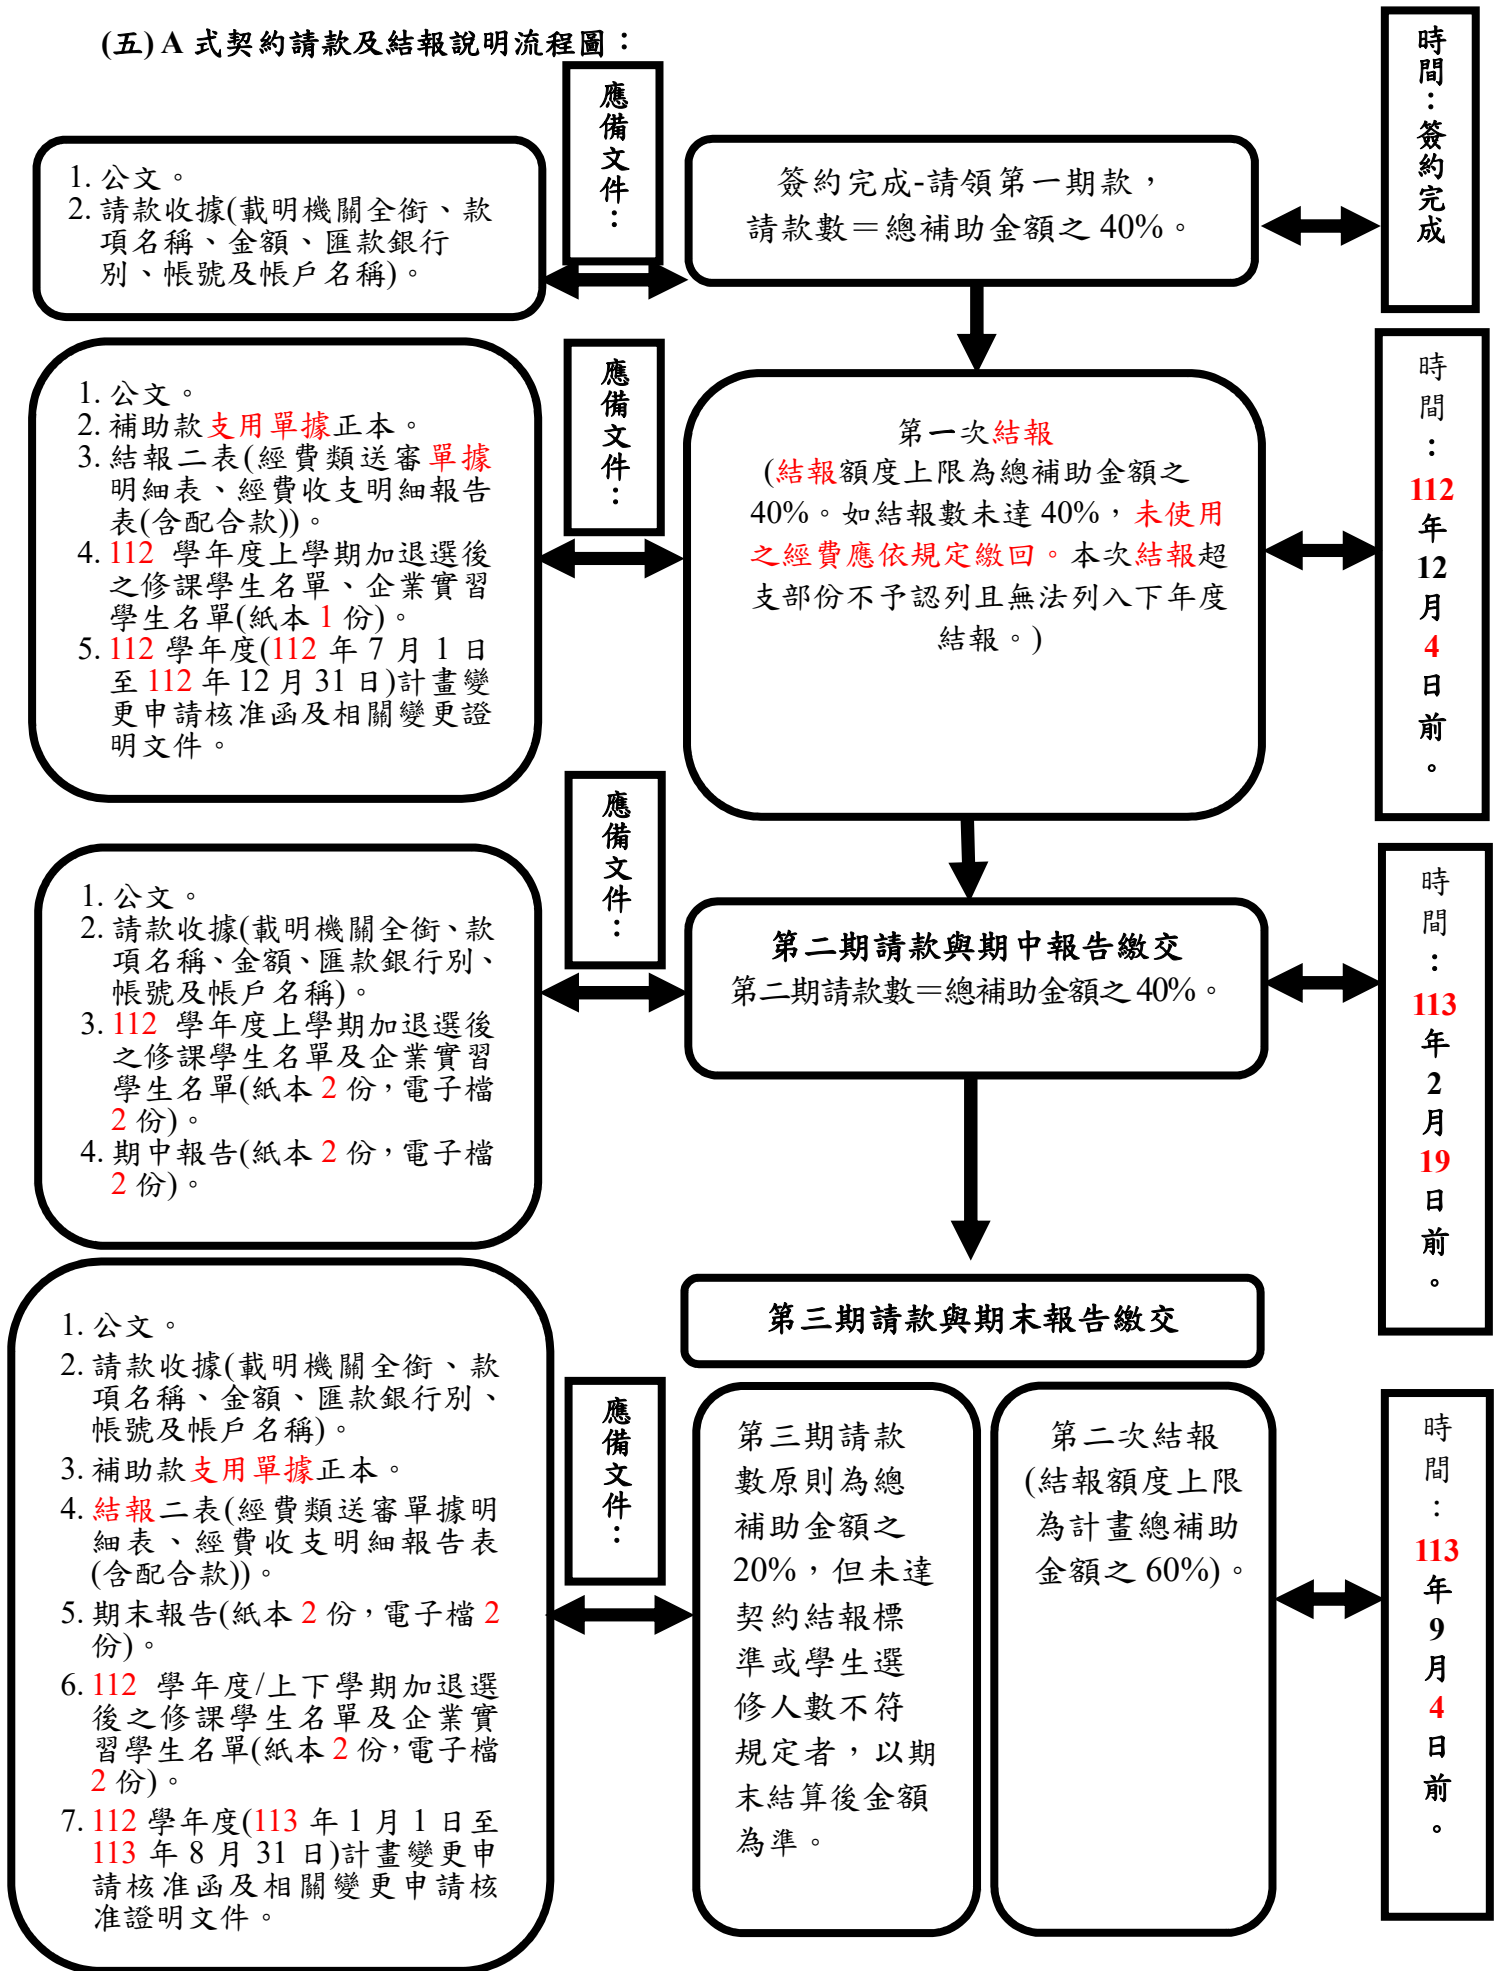 (五) A 式契約請款及結報說明流程圖：
1. 公文。
2. 請款收據(載明機關全銜、款
項名稱、金額、匯款銀行
別、帳號及帳戶名稱)。
應備文件：
簽約完成-請領第一期款，
請款數＝總補助金額之 40%。
時間：簽約完成
1. 公文。
2. 補助款支用單據正本。
3. 結報二表(經費類送審單據
明細表、經費收支明細報告
表(含配合款))。
4. 112 學年度上學期加退選後
之修課學生名單、企業實習
學生名單(紙本 1 份)。
5. 112 學年度(112 年 7 月 1 日
至 112 年 12 月 31 日)計畫變
更申請核准函及相關變更證
明文件。
應備文件：
第一次結報
(結報額度上限為總補助金額之
40%。如結報數未達 40%，未使用
之經費應依規定繳回。本次結報超
支部份不予認列且無法列入下年度
結報。)
時間：112年12月4日前。
1. 公文。
2. 請款收據(載明機關全銜、款
項名稱、金額、匯款銀行別、
帳號及帳戶名稱)。
3. 112 學年度上學期加退選後
之修課學生名單及企業實習
學生名單(紙本 2 份，電子檔
2 份)。
4. 期中報告(紙本 2 份，電子檔
2 份)。
應備文件：
第二期請款與期中報告繳交
第二期請款數＝總補助金額之 40%。
時間：113年2月19日前。
1. 公文。
2. 請款收據(載明機關全銜、款
項名稱、金額、匯款銀行別、
帳號及帳戶名稱)。
3. 補助款支用單據正本。
4. 結報二表(經費類送審單據明
細表、經費收支明細報告表
(含配合款))。
5. 期末報告(紙本 2 份，電子檔 2
份)。
6. 112 學年度/上下學期加退選
後之修課學生名單及企業實
習學生名單(紙本 2 份，電子檔
2 份)。
7. 112 學年度(113 年 1 月 1 日至
113 年 8 月 31 日)計畫變更申
請核准函及相關變更申請核
准證明文件。
應備文件：
第三期請款與期末報告繳交
第三期請款
數原則為總
補助金額之
20%，但未達
契約結報標
準或學生選
修人數不符
規定者，以期
末結算後金額
為準。
第二次結報
(結報額度上限
為計畫總補助
金額之 60%)。
時間：113年9月4日前。